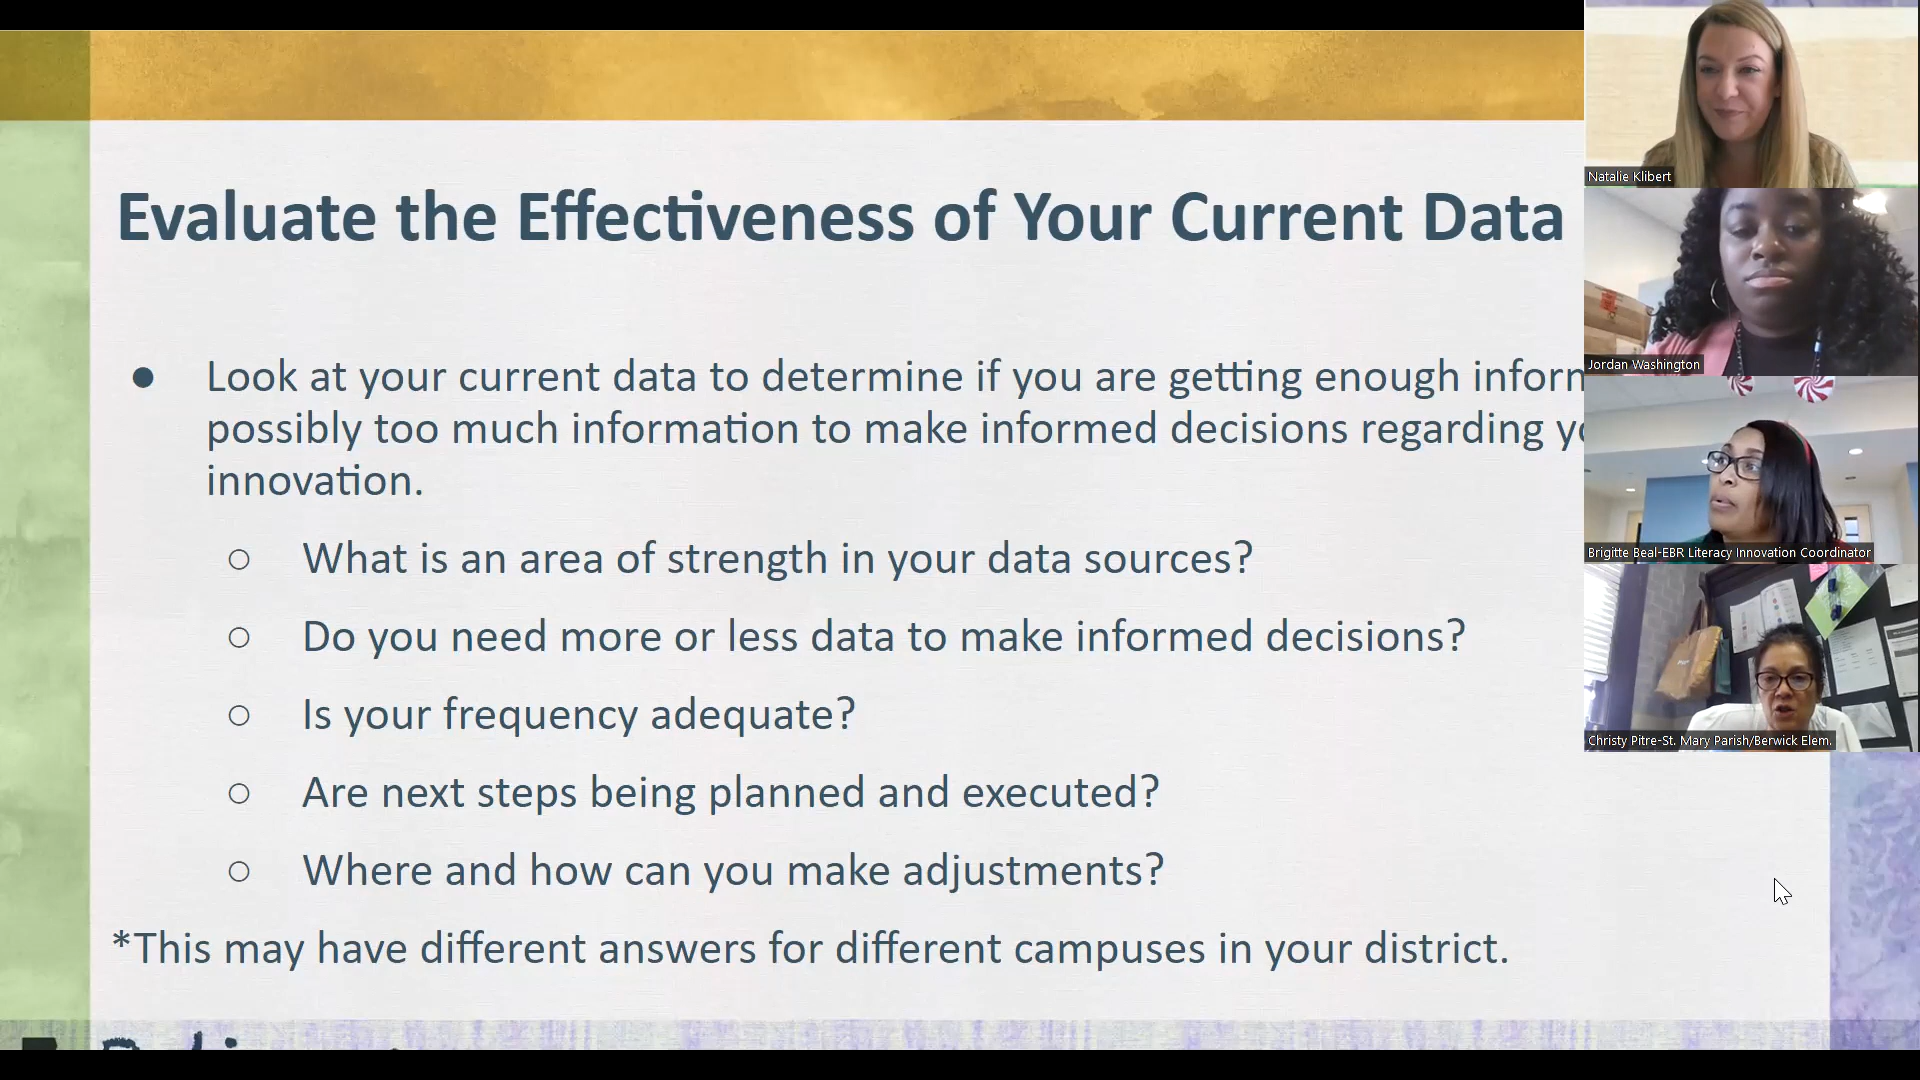 Evaluate the Effectiveness of Your Current Data
● Look at your current data to determine if you are getting enough
possibly too much information to make informed decisions regarding
innovation.
○ What is an area of strength in your data sources?
○ Do you need more or less data to make informed decisions?
○ Is your frequency adequate?
○ Are next steps being planned and executed?
○ Where and how can you make adjustments?
*This may have different answers for different campuses in your district.
Natalie Klibert
Jordan Washington
Brigitte Beal-EBR Literacy Innovation Coordinator
Christy Pitre-St. Mary Parish/Berwick Elem.